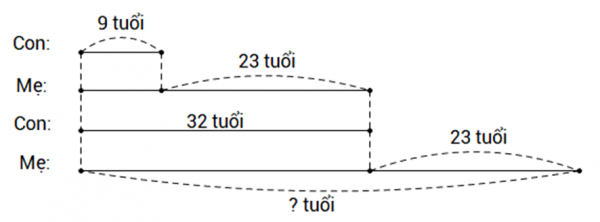 9 tuổi
Con:
23 tuổi
Mẹ:
Con: 32 tuổi
23 tuổi
Mẹ:
? tuổi